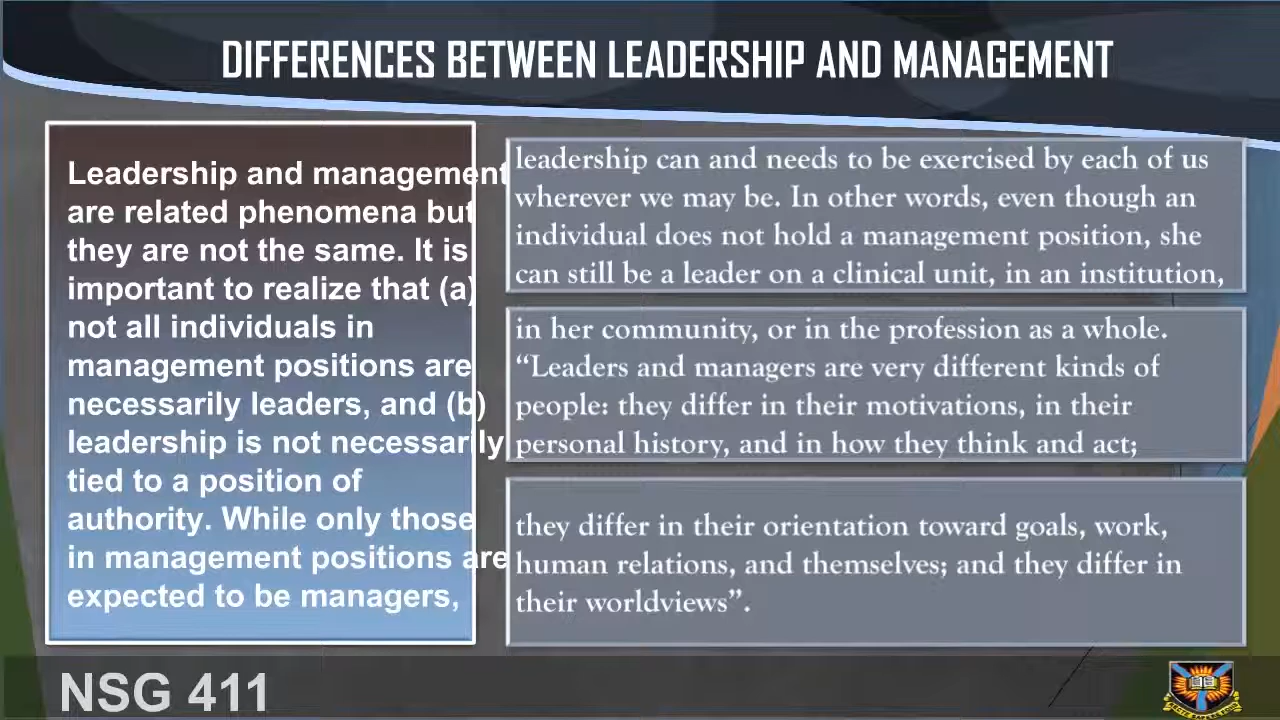 DIFFERENCES BETWEEN LEADERSHIP AND MANAGEMENT
Leadership and management
are related phenomena but
they are not the same. It is
important to realize that (a)
not all individuals in
management positions are
necessarily leaders, and (b)
leadership is not necessarily
tied to a position of
authority. While only those
in management positions are
expected to be managers,
leadership can and needs to be exercised by each of us
wherever we may be. In other words, even though an
individual does not hold a management position, she
can still be a leader on a clinical unit, in an institution,
in her community, or in the profession as a whole.
“Leaders and managers are very different kinds of
people: they differ in their motivations, in their
personal history, and in how they think and act;
they differ in their orientation toward goals, work,
human relations, and themselves; and they differ in
their worldviews”.
NSG 411